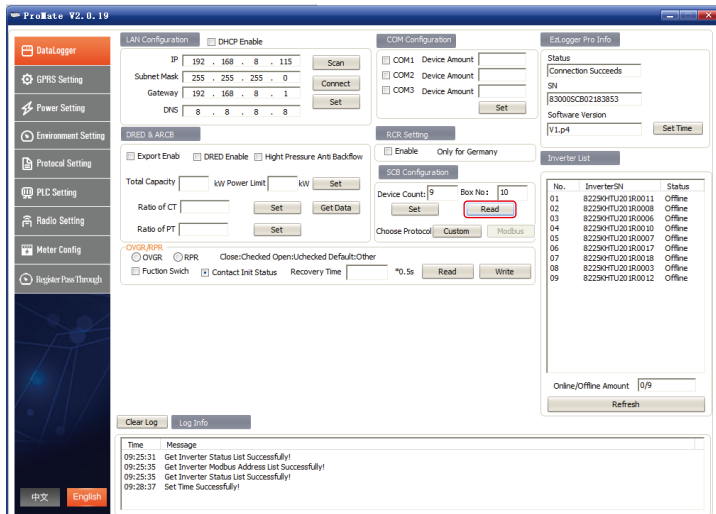 ProMate V2.0.19
DataLogger
GPRS Setting
Power Setting
Environment Setting
Protocol Setting
PLC Setting
Radio Setting
Meter Config
Register Pass Through
中文
English
LAN Configuration
DHCP Enable
IP 192 . 168 . 8 . 115 Scan
Subnet Mask 255 . 255 . 255 . 0 Connect
Gateway 192 . 168 . 8 . 1
DNS 8 . 8 . 8 . 8 Set
COM Configuration
COM1 Device Amount
COM2 Device Amount
COM3 Device Amount
Set
EzLogger Pro Info
Status
Connection Succeeds
SN
83000SCB02183853
Software Version
V1.p4 Set Time
DRED & ARCB
Export Enab DRED Enable Hight Pressure Anti Backflow
Total Capacity kW Power Limit kW Set
Ratio of CT Set Get Data
Ratio of PT Set
RCR Setting
Enable Only for Germany
SCB Configuration
Device Count: 9 Box No: 10
Set Read
Choose Protocol Custom Modbus
OVGR/RPR
OVGR RPR Close:Checked Open:Uchecked Default:Other
Fuction Swich Contact Init Status Recovery Time *0.5s Read Write
Inverter List
No. InverterSN Status
01 8225KHTU201R0011 Offline
02 8225KHTU201R0008 Offline
03 8225KHTU201R0006 Offline
04 8225KHTU201R0010 Offline
05 8225KHTU201R0007 Offline
06 8225KHTU201R0017 Offline
07 8225KHTU201R0018 Offline
08 8225KHTU201R0003 Offline
09 8225KHTU201R0012 Offline
Online/Offline Amount 0/9
Refresh
Clear Log Log Info
Time Message
09:25:31 Get Inverter Status List Successfully!
09:25:35 Get Inverter Modbus Address List Successfully!
09:25:35 Get Inverter Status List Successfully!
09:28:37 Set Time Successfully!